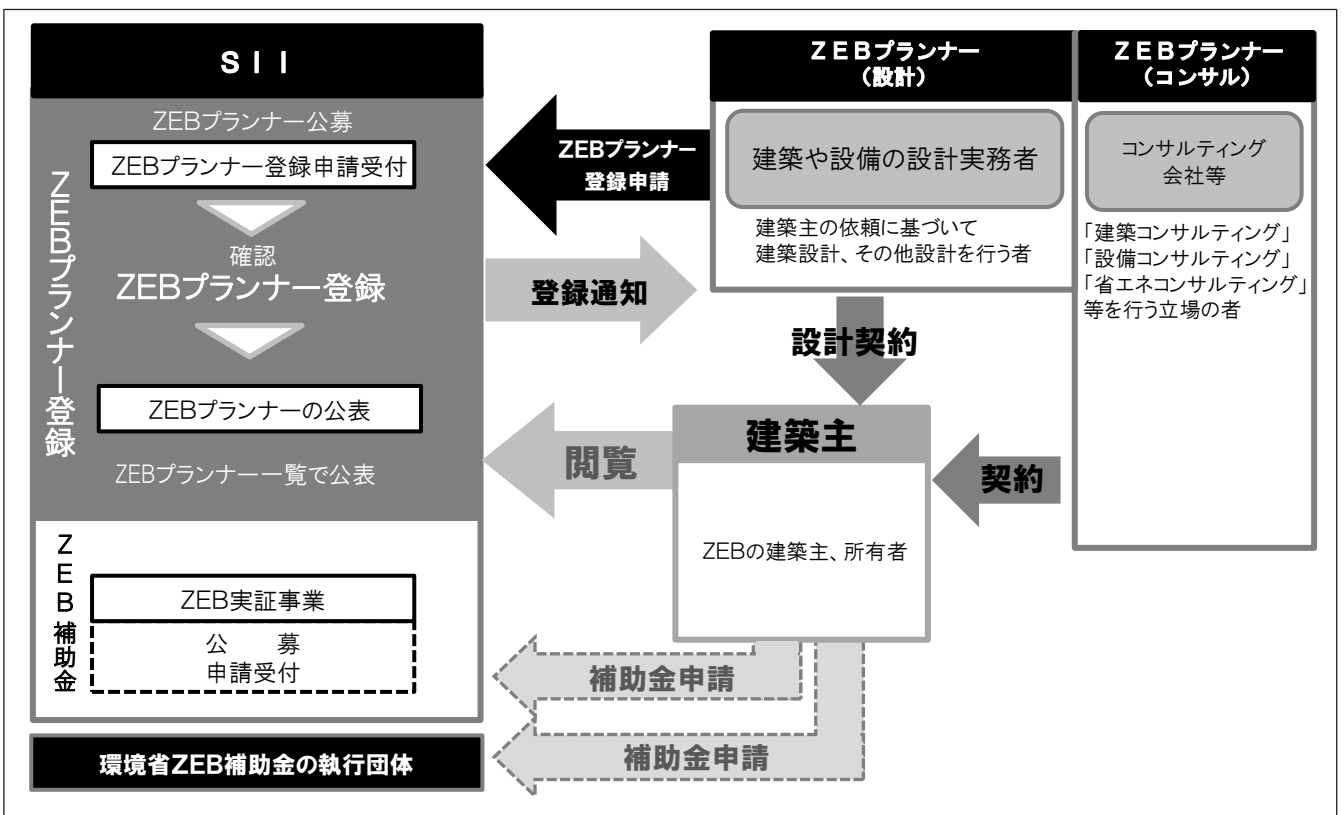 SII
ZEBプランナー登録
ZEBプランナー公募
ZEBプランナー登録申請受付
確認
ZEBプランナー登録
ZEBプランナーの公表
ZEBプランナー一覧で公表
ZEB補助金
ZEB実証事業
公　募
申請受付
環境省ZEB補助金の執行団体
ZEBプランナー
登録申請
登録通知
閲覧
補助金申請
補助金申請
ZEBプランナー
（設計）
建築や設備の設計実務者
建築主の依頼に基づいて
建築設計、その他設計を行う者
設計契約
建築主
ZEBの建築主、所有者
契約
ZEBプランナー
（コンサル）
コンサルティング
会社等
「建築コンサルティング」
「設備コンサルティング」
「省エネコンサルティング」
等を行う立場の者